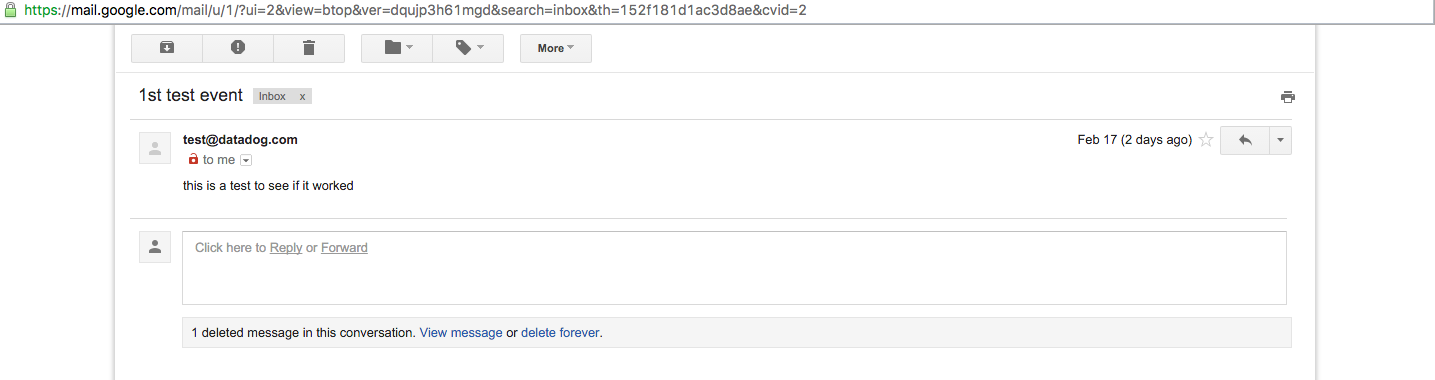 https://mail.google.com/mail/u/1/?ui=2&view=btop&ver=dqujp3h61mgd&search=inbox&th=152f181d1ac3d8ae&cvid=2
More
1st test event Inbox x
test@datadog.com Feb 17 (2 days ago)
to me
this is a test to see if it worked
Click here to Reply or Forward
1 deleted message in this conversation. View message or delete forever.